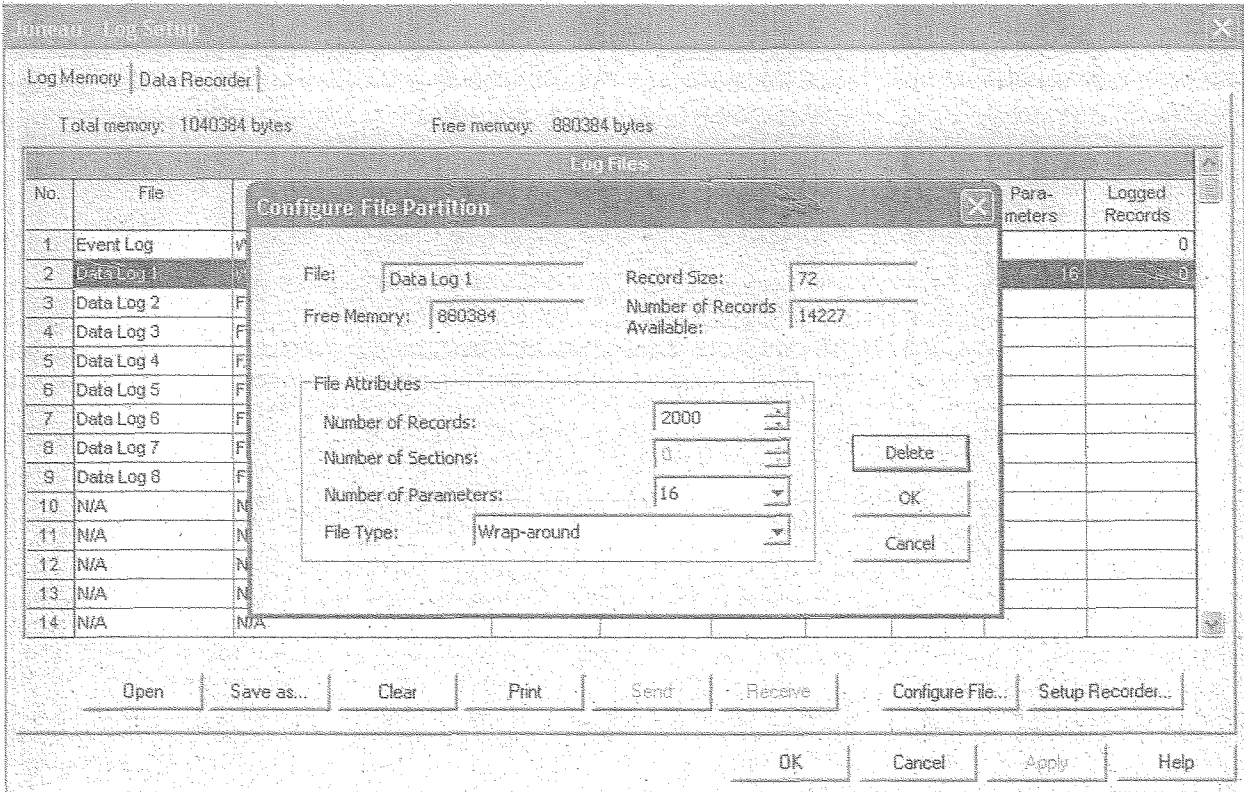 Juneau - Log Setup
Log Memory Data Recorder
Total memory: 1040384 bytes Free memory: 880384 bytes
Log Files
No. File Para-meters Logged Records
1 Event Log 0
2 Data Log 1 16 0
3 Data Log 2 F
4 Data Log 3 F
5 Data Log 4 F
6 Data Log 5 F
7 Data Log 6 F
8 Data Log 7 F
9 Data Log 8 F
10 N/A N
11 N/A N
12 N/A N
13 N/A N
14 N/A N/A
Configure File Partition
File: Data Log 1 Record Size: 72
Free Memory: 880384 Number of Records Available: 14227
File Attributes
Number of Records: 2000
Number of Sections: 0
Number of Parameters: 16
File Type: Wrap-around
Delete
OK
Cancel
Open Save as... Clear Print Send Receive Configure File... Setup Recorder...
OK Cancel Apply Help